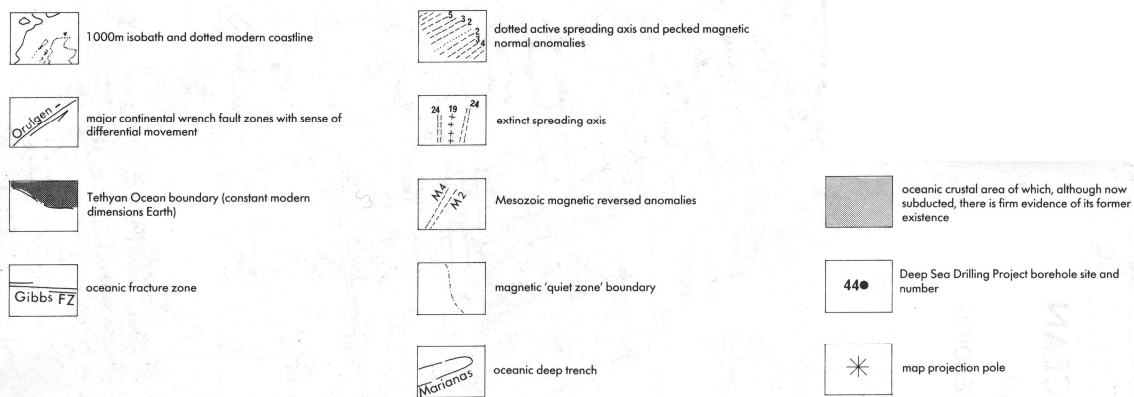 1000m isobath and dotted modern coastline
Orulgen
major continental wrench fault zones with sense of
differential movement
Tethyan Ocean boundary (constant modern
dimensions Earth)
Gibbs FZ
oceanic fracture zone
5 3 2
2
3
4
dotted active spreading axis and pecked magnetic
normal anomalies
24 19 24
extinct spreading axis
M4
M2
Mesozoic magnetic reversed anomalies
magnetic 'quiet zone' boundary
Marianas
oceanic deep trench
oceanic crustal area of which, although now
subducted, there is firm evidence of its former
existence
44
Deep Sea Drilling Project borehole site and
number
map projection pole